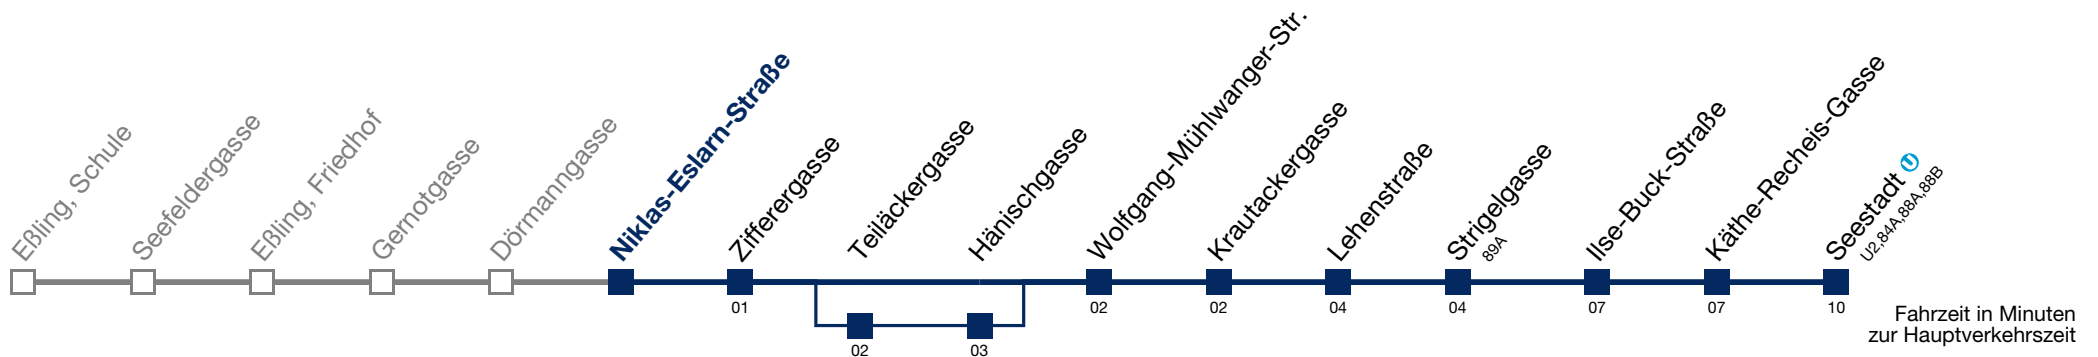 Eßling, Schule
Seefeldergasse
Eßling, Friedhof
Gernotgasse
Dörmanngasse
Niklas-Eslarn-Straße
Zifferergasse
01
Teiläckergasse
02
Hänischgasse
03
Wolfgang-Mühlwanger-Str.
02
Krautackergasse
02
Lehenstraße
04
Strigelgasse
89A
04
Ilse-Buck-Straße
07
Käthe-Recheis-Gasse
07
Seestadt U
U2,84A,88A,88B
10
Fahrzeit in Minuten
zur Hauptverkehrszeit